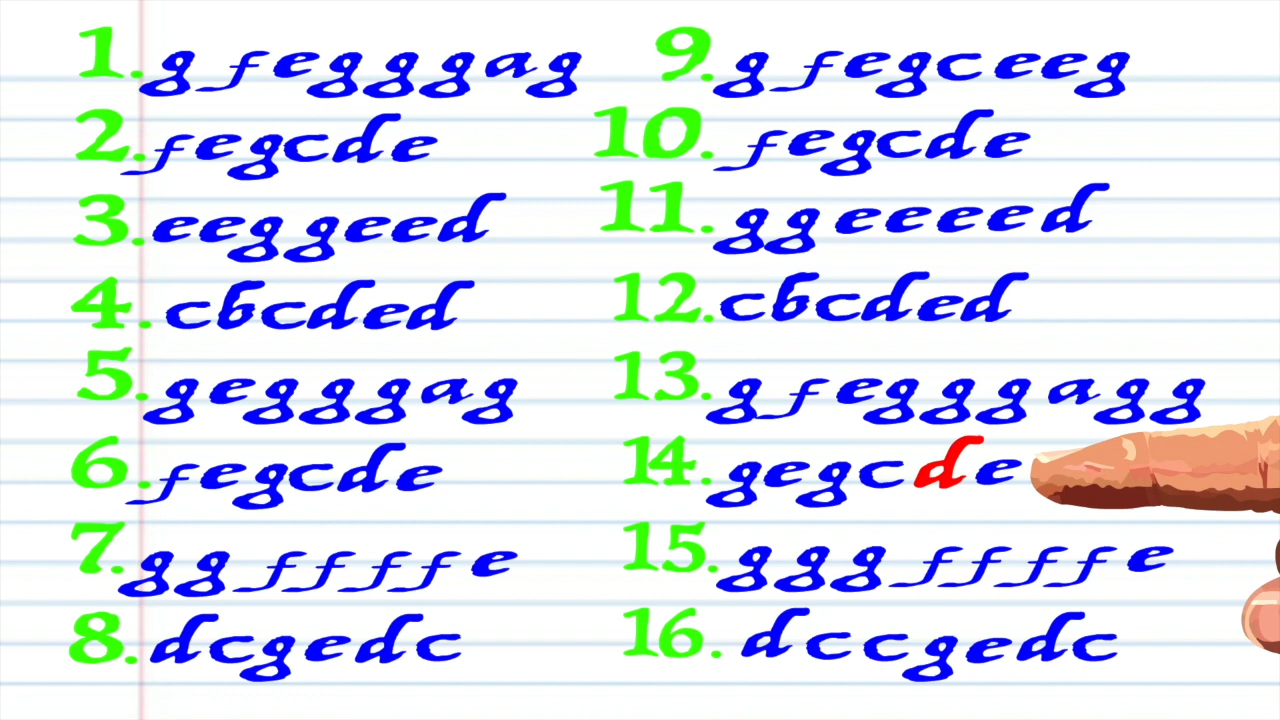 1. g f e g g g a g
2. f e g c d e
3. e e g g e e d
4. c b c d e d
5. g e g g g a g
6. f e g c d e
7. g g f f f f e
8. d c g e d c
9. g f e g c e e g
10. f e g c d e
11. g g e e e e d
12. c b c d e d
13. g f e g g g a g g
14. g e g c d e
15. g g g f f f f e
16. d c c g e d c